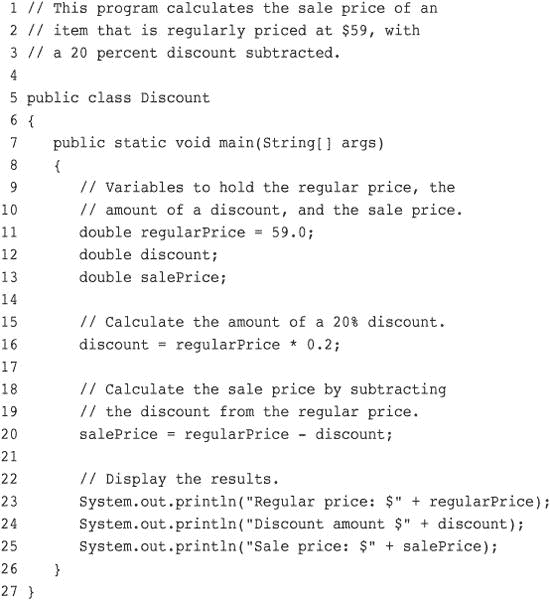 1 // This program calculates the sale price of an
2 // item that is regularly priced at $59, with
3 // a 20 percent discount subtracted.
4
5 public class Discount
6 {
7    public static void main(String[] args)
8    {
9       // Variables to hold the regular price, the
10       // amount of a discount, and the sale price.
11       double regularPrice = 59.0;
12       double discount;
13       double salePrice;
14
15       // Calculate the amount of a 20% discount.
16       discount = regularPrice * 0.2;
17
18       // Calculate the sale price by subtracting
19       // the discount from the regular price.
20       salePrice = regularPrice - discount;
21
22       // Display the results.
23       System.out.println("Regular price: $" + regularPrice);
24       System.out.println("Discount amount $" + discount);
25       System.out.println("Sale price: $" + salePrice);
26    }
27 }